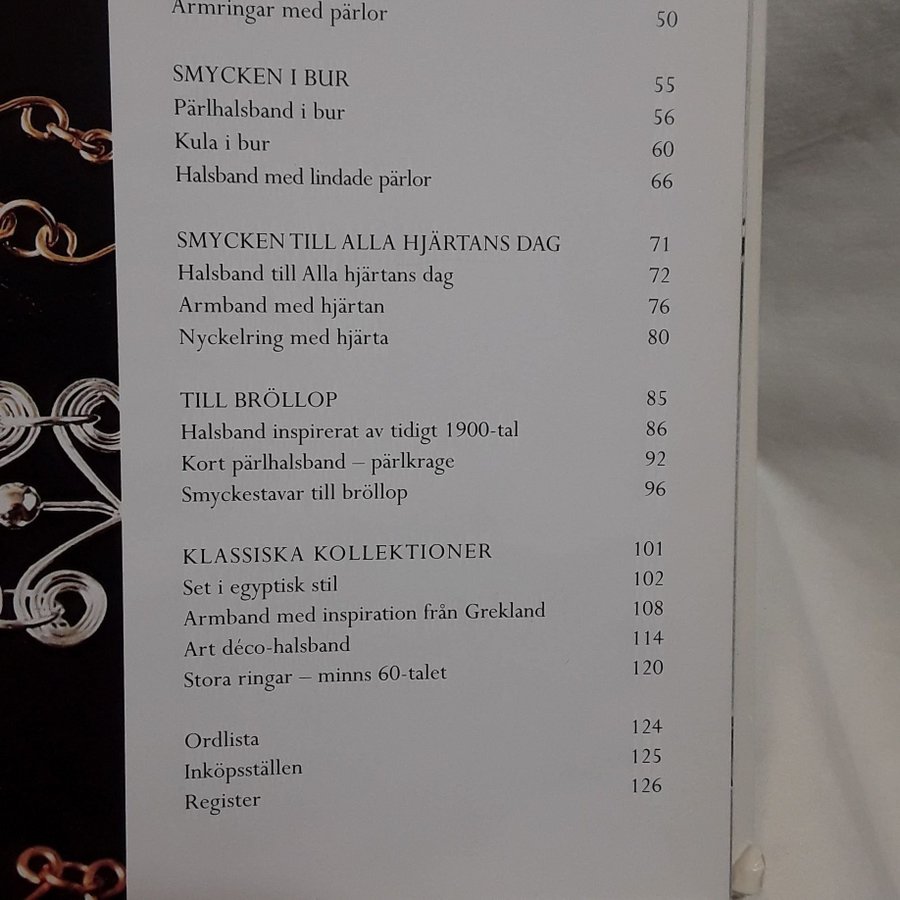 Armringar med pärlor 50
SMYCKEN I BUR 55
Pärlhalsband i bur 56
Kula i bur 60
Halsband med lindade pärlor 66
SMYCKEN TILL ALLA HJÄRTANS DAG 71
Halsband till Alla hjärtans dag 72
Armband med hjärtan 76
Nyckelring med hjärta 80
TILL BRÖLLOP 85
Halsband inspirerat av tidigt 1900-tal 86
Kort pärlhalsband – pärlkrage 92
Smyckestavar till bröllop 96
KLASSISKA KOLLEKTIONER 101
Set i egyptisk stil 102
Armband med inspiration från Grekland 108
Art déco-halsband 114
Stora ringar – minns 60-talet 120
Ordlista 124
Inköpsställen 125
Register 126